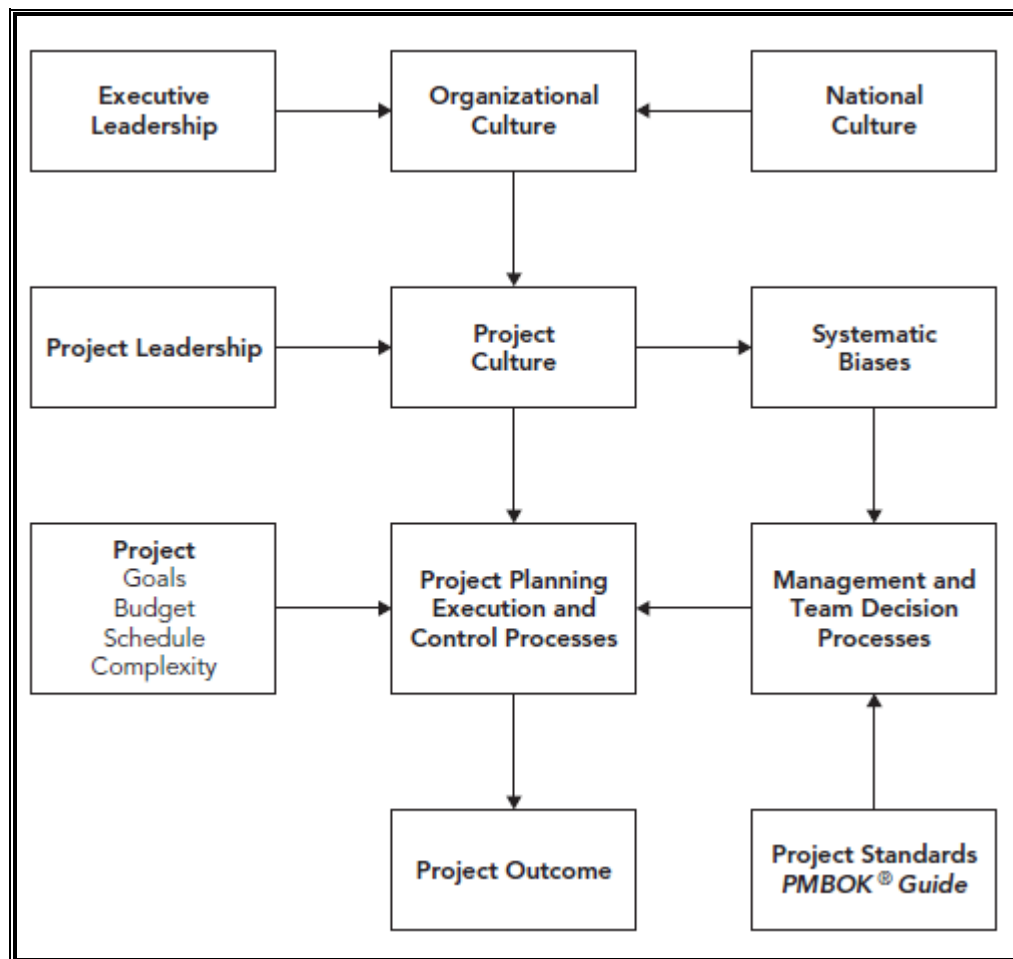 Executive
Leadership
Organizational
Culture
National
Culture
Project Leadership
Project
Culture
Systematic
Biases
Project
Goals
Budget
Schedule
Complexity
Project Planning
Execution and
Control Processes
Management and
Team Decision
Processes
Project Outcome
Project Standards
PMBOK® Guide